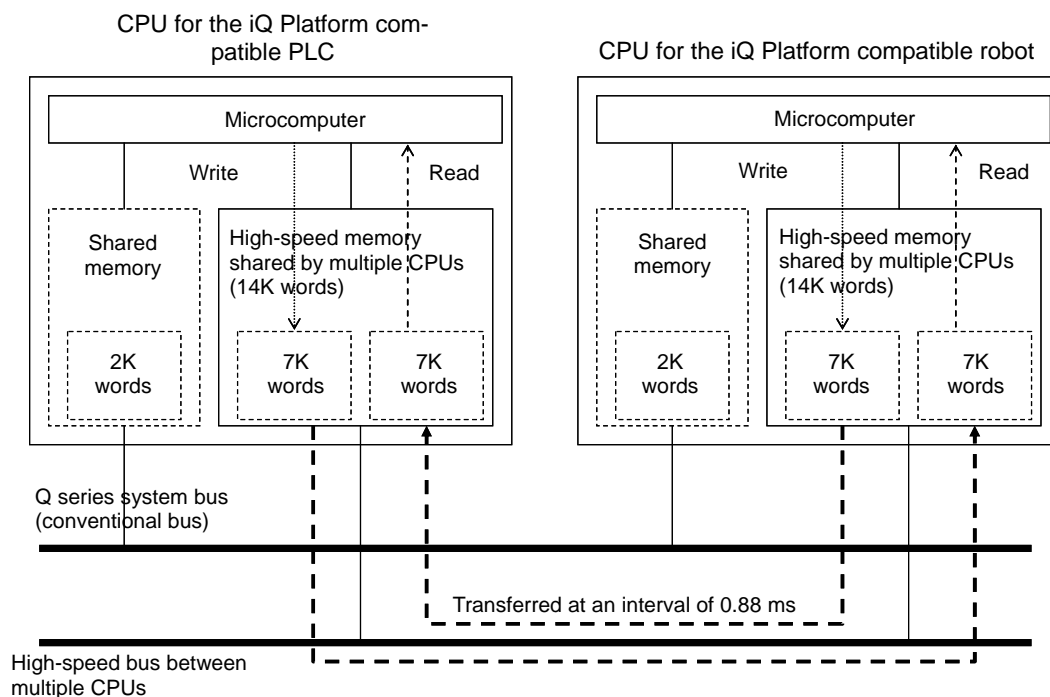 CPU for the iQ Platform com-
patible PLC
CPU for the iQ Platform compatible robot
Microcomputer
Write
Read
Shared
memory
High-speed memory
shared by multiple CPUs
(14K words)
2K
words
7K
words
7K
words
Microcomputer
Write
Read
Shared
memory
High-speed memory
shared by multiple CPUs
(14K words)
2K
words
7K
words
7K
words
Q series system bus
(conventional bus)
Transferred at an interval of 0.88 ms
High-speed bus between
multiple CPUs